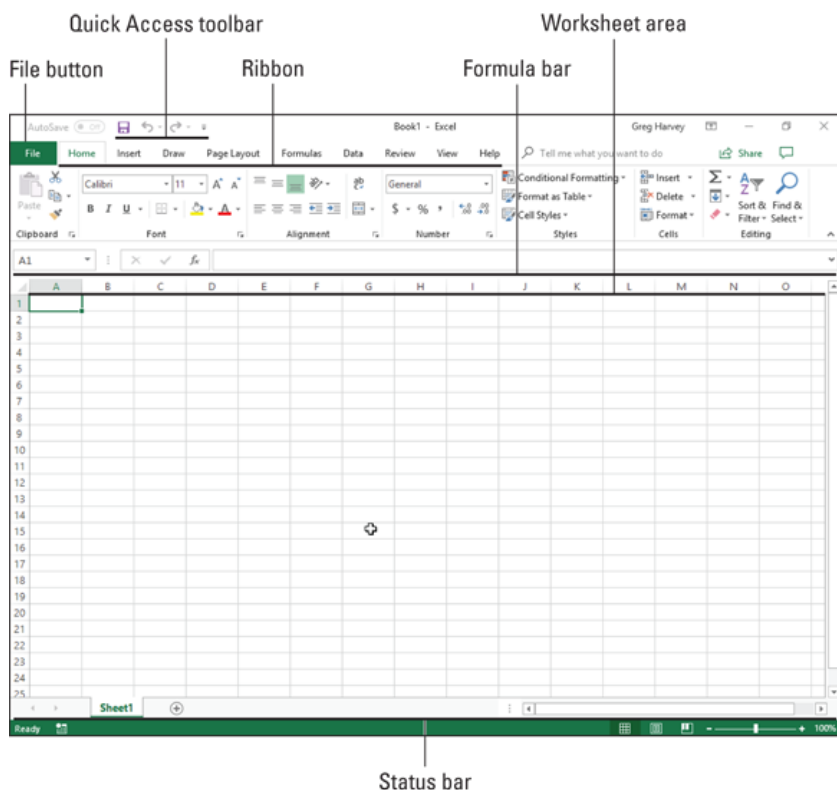 Quick Access toolbar Worksheet area
File button Ribbon Formula bar
AutoSave Off Book1 - Excel Greg Harvey
File Home Insert Draw Page Layout Formulas Data Review View Help Tell me what you want to do Share
Calibri 11 A A General Conditional Formatting Insert
Paste B I U A $ % , Format as Table Delete Sort & Find &
Cell Styles Format Filter Select
Clipboard Font Alignment Number Styles Cells Editing
A1 fx
A B C D E F G H I J K L M N O
1
2
3
4
5
6
7
8
9
10
11
12
13
14
15
16
17
18
19
20
21
22
23
24
25
Sheet1
Ready 100%
Status bar